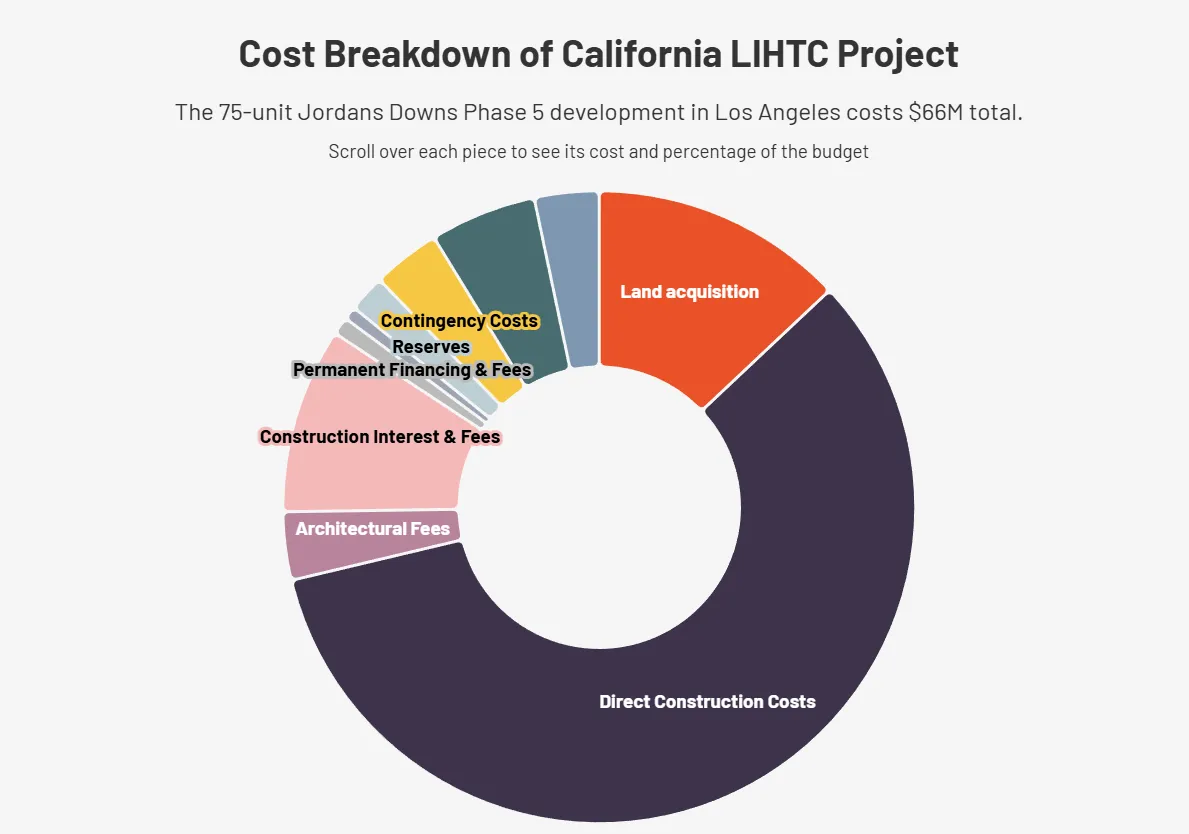 Cost Breakdown of California LIHTC Project
The 75-unit Jordans Downs Phase 5 development in Los Angeles costs $66M total.
Scroll over each piece to see its cost and percentage of the budget
Land acquisition
Contingency Costs
Reserves
Permanent Financing & Fees
Construction Interest & Fees
Architectural Fees
Direct Construction Costs